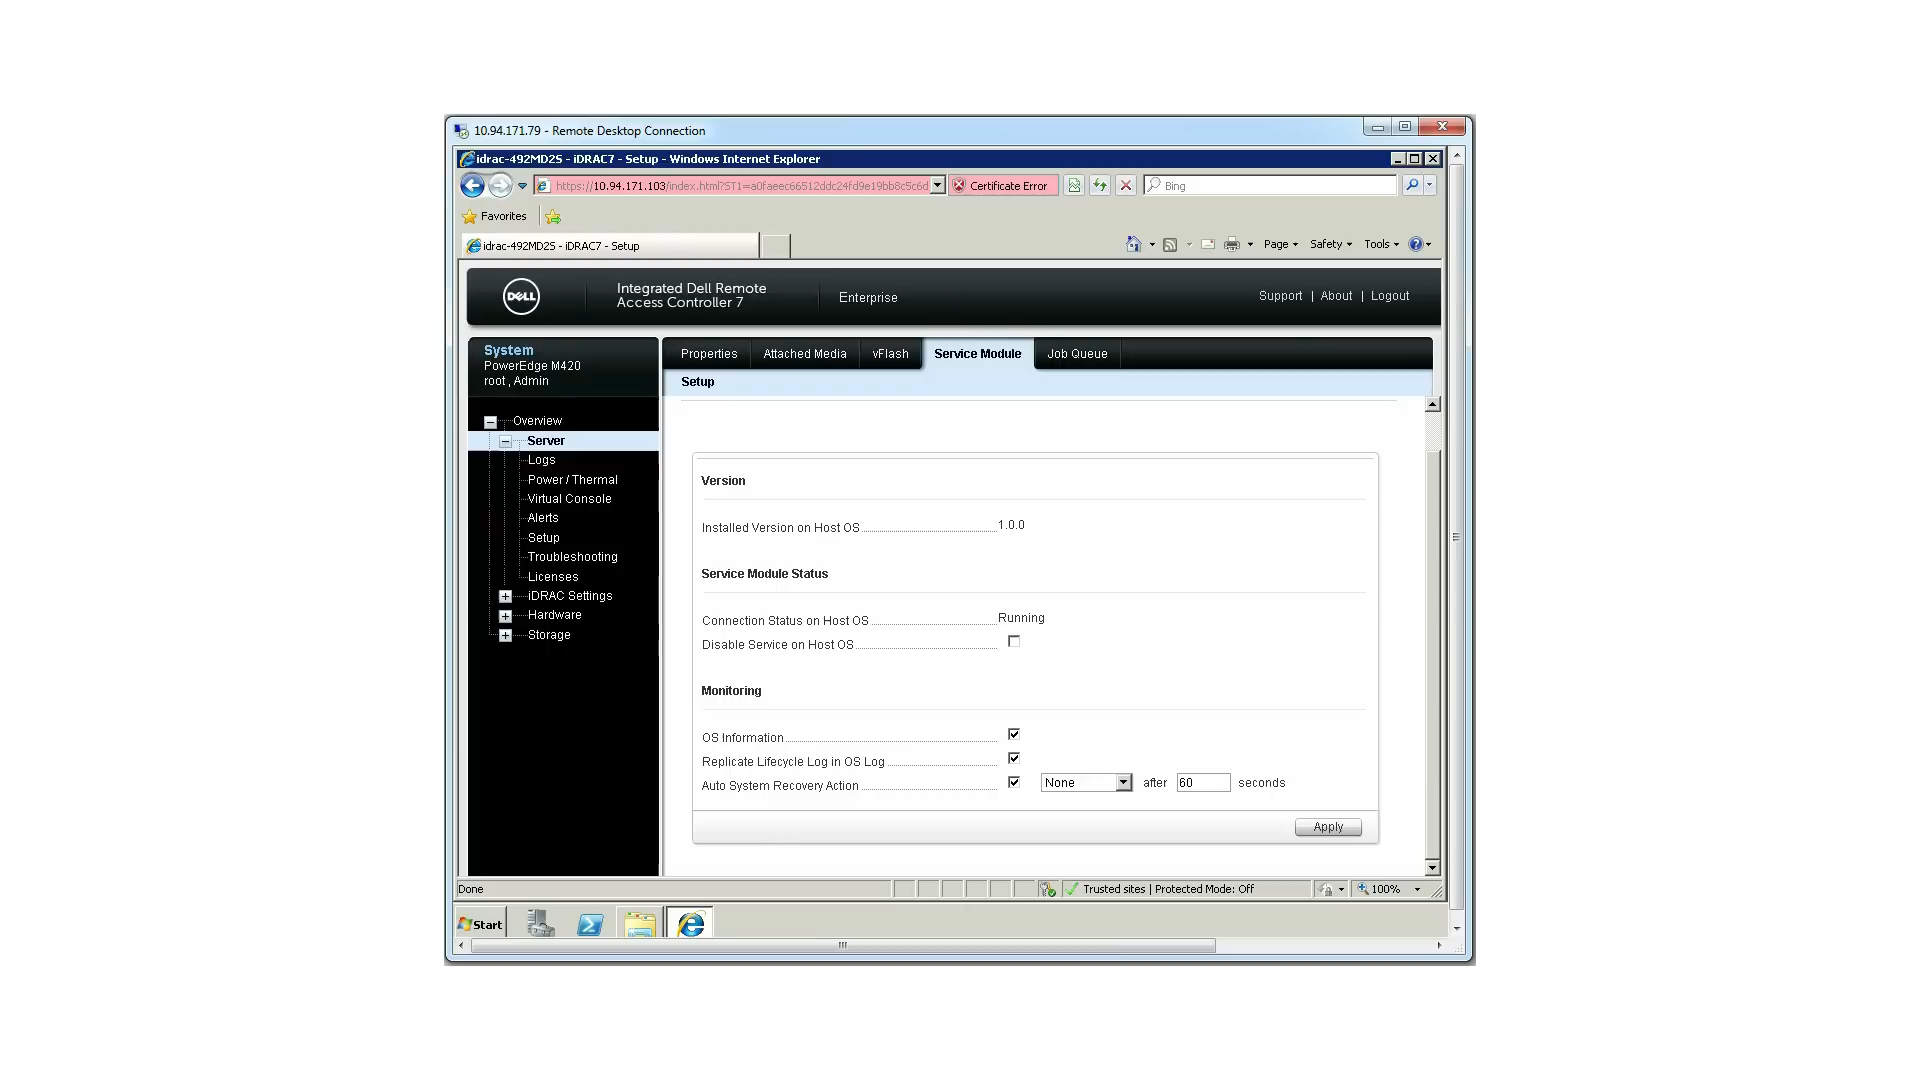 10.94.171.79 - Remote Desktop Connection
idrac-492MD2S - iDRAC7 - Setup - Windows Internet Explorer
https://10.94.171.103/index.html?ST1=a0faeec66512ddc24fd9e19bb8c5c6d
Certificate Error
Bing
Favorites
idrac-492MD2S - iDRAC7 - Setup
Page
Safety
Tools
DELL
Integrated Dell Remote
Access Controller 7
Enterprise
Support | About | Logout
System
PowerEdge M420
root , Admin
Properties
Attached Media
vFlash
Service Module
Job Queue
Setup
Overview
Server
Logs
Power / Thermal
Virtual Console
Alerts
Setup
Troubleshooting
Licenses
iDRAC Settings
Hardware
Storage
Version
Installed Version on Host OS 1.0.0
Service Module Status
Connection Status on Host OS Running
Disable Service on Host OS
Monitoring
OS Information
Replicate Lifecycle Log in OS Log
Auto System Recovery Action None after 60 seconds
Apply
Done
Trusted sites | Protected Mode: Off
100%
Start